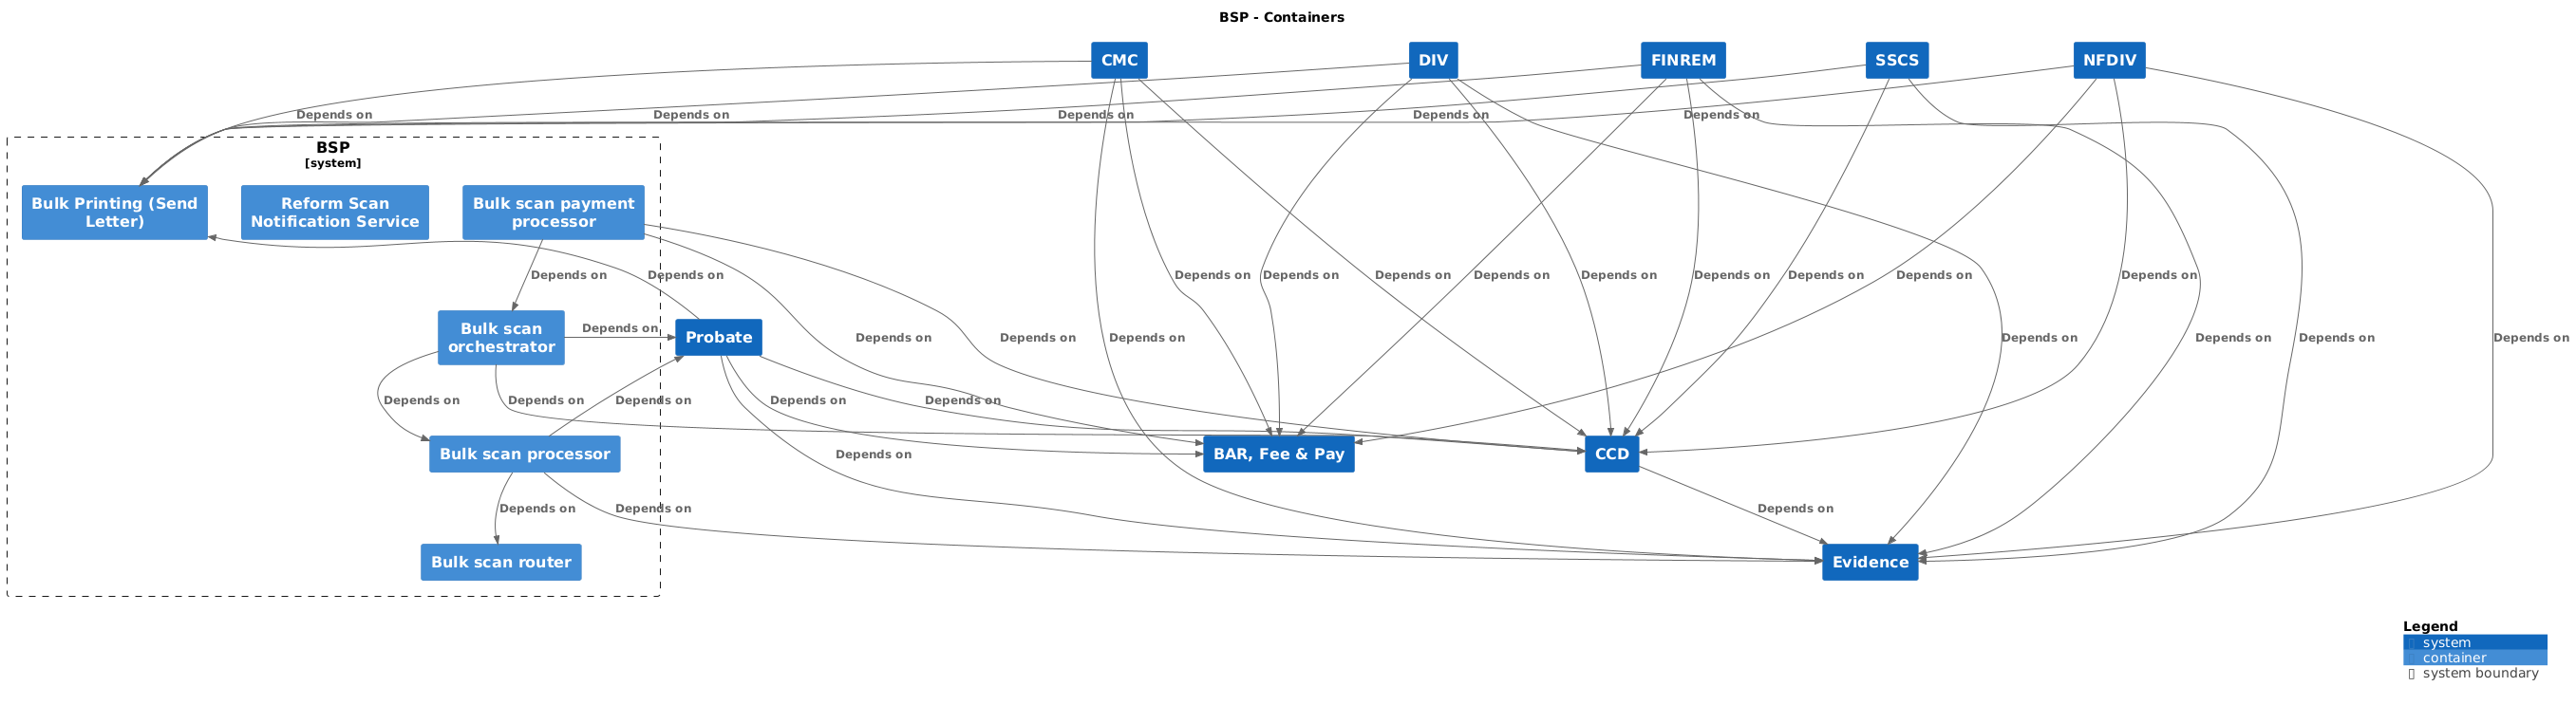 BSP - Containers
CMC
DIV
FINREM
SSCS
NFDIV
Depends on
Depends on
Depends on
Depends on
Depends on
BSP
[system]
Bulk Printing (Send
Letter)
Reform Scan
Notification Service
Bulk scan payment
processor
Depends on
Depends on
Depends on
Depends on
Depends on
Depends on
Depends on
Depends on
Depends on
Depends on
Depends on
Bulk scan
orchestrator
Depends on
Probate
Depends on
Depends on
Depends on
Depends on
Depends on
Depends on
Depends on
Depends on
Depends on
Depends on
Depends on
Depends on
Bulk scan processor
BAR, Fee & Pay
CCD
Depends on
Depends on
Depends on
Depends on
Bulk scan router
Evidence
Legend
system
container
system boundary